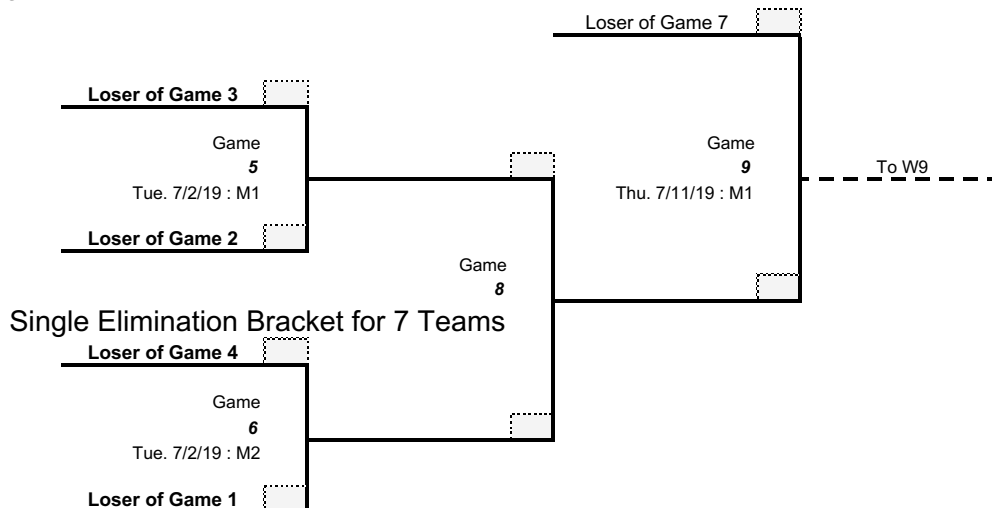 Loser of Game 7
Loser of Game 3
Game
5
Tue. 7/2/19 : M1
Game
9
Thu. 7/11/19 : M1
To W9
Loser of Game 2
Game
8
Single Elimination Bracket for 7 Teams
Loser of Game 4
Game
6
Tue. 7/2/19 : M2
Loser of Game 1